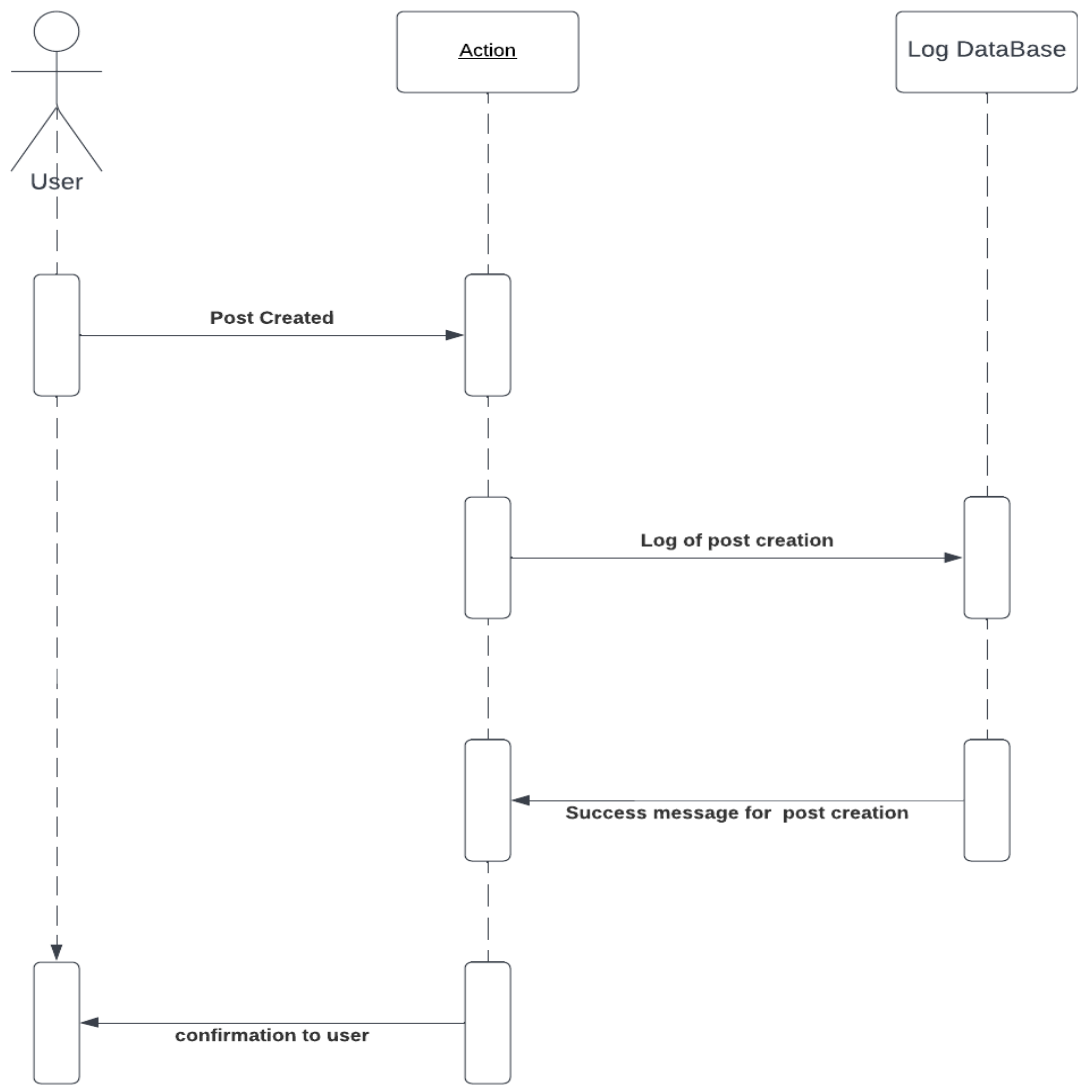 Action
Log DataBase
User
Post Created
Log of post creation
Success message for  post creation
confirmation to user